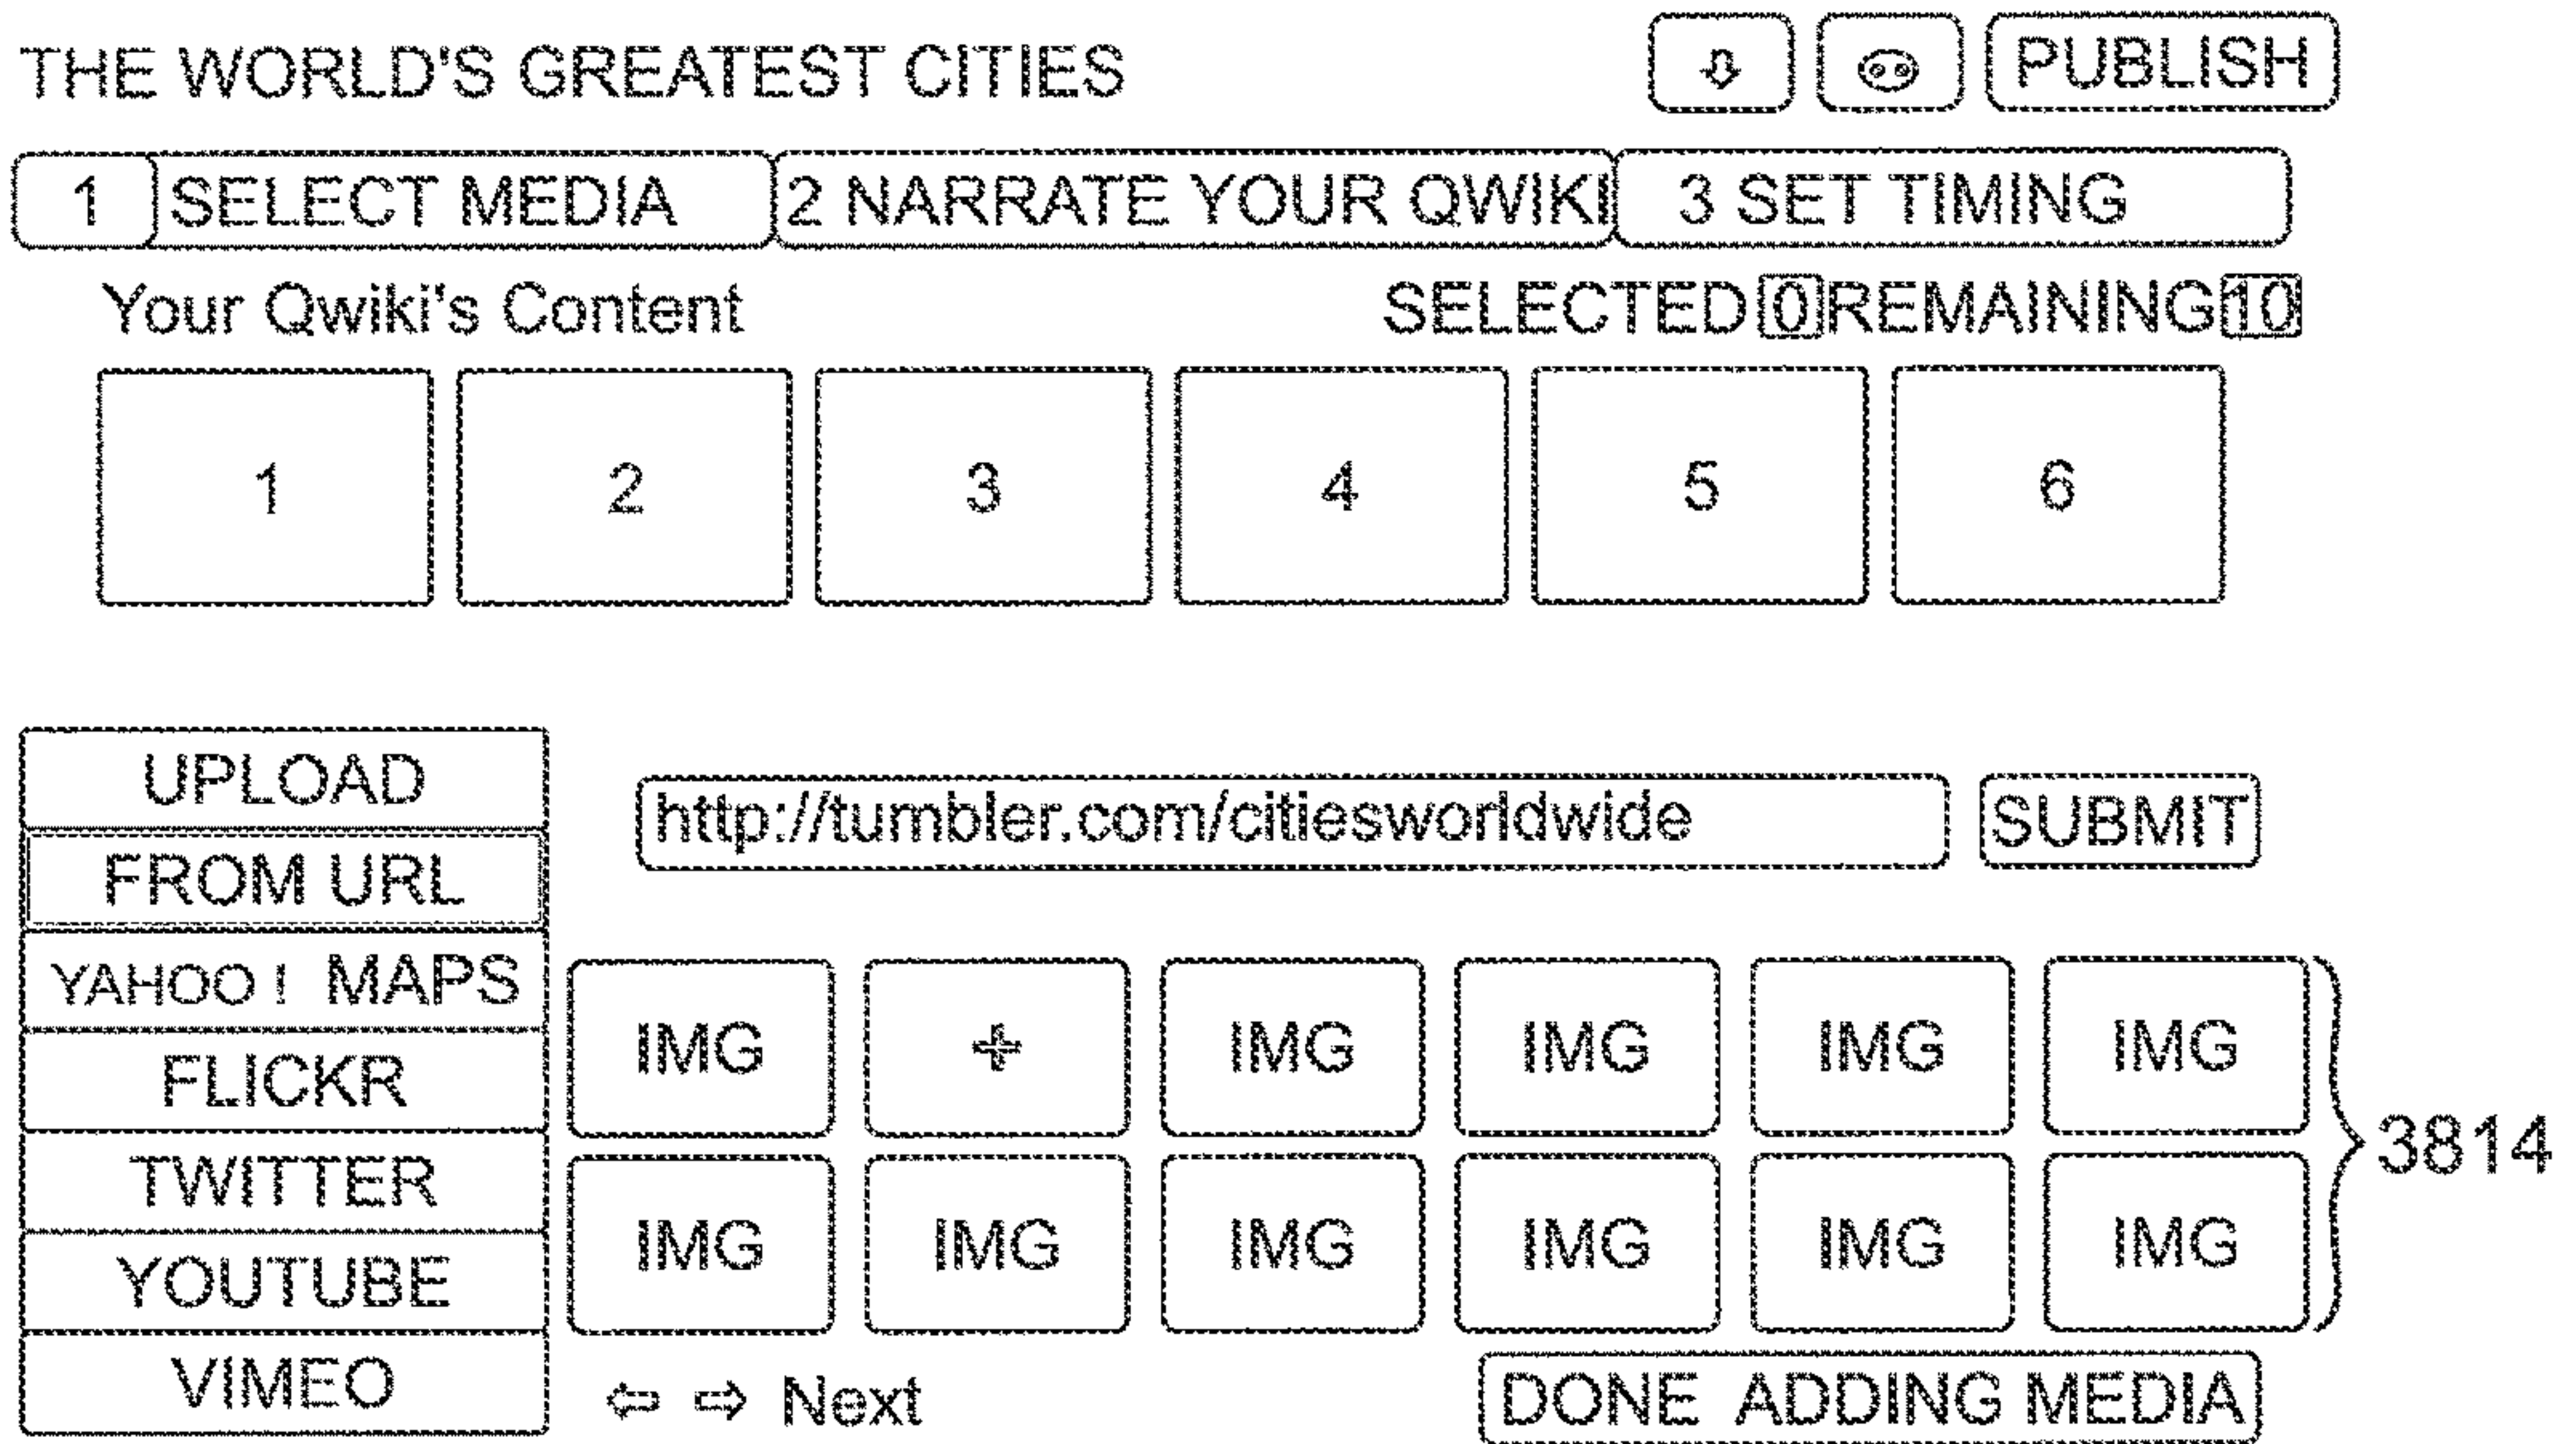 THE WORLD'S GREATEST CITIES PUBLISH
1 SELECT MEDIA 2 NARRATE YOUR QWIKI 3 SET TIMING
Your Qwiki's Content SELECTED 0 REMAINING 10
1 2 3 4 5 6
UPLOAD
http://tumbler.com/citiesworldwide SUBMIT
FROM URL
YAHOO! MAPS
IMG + IMG IMG IMG IMG
FLICKR
3814
TWITTER
IMG IMG IMG IMG IMG IMG
YOUTUBE
VIMEO
⇦ ⇨ Next DONE ADDING MEDIA